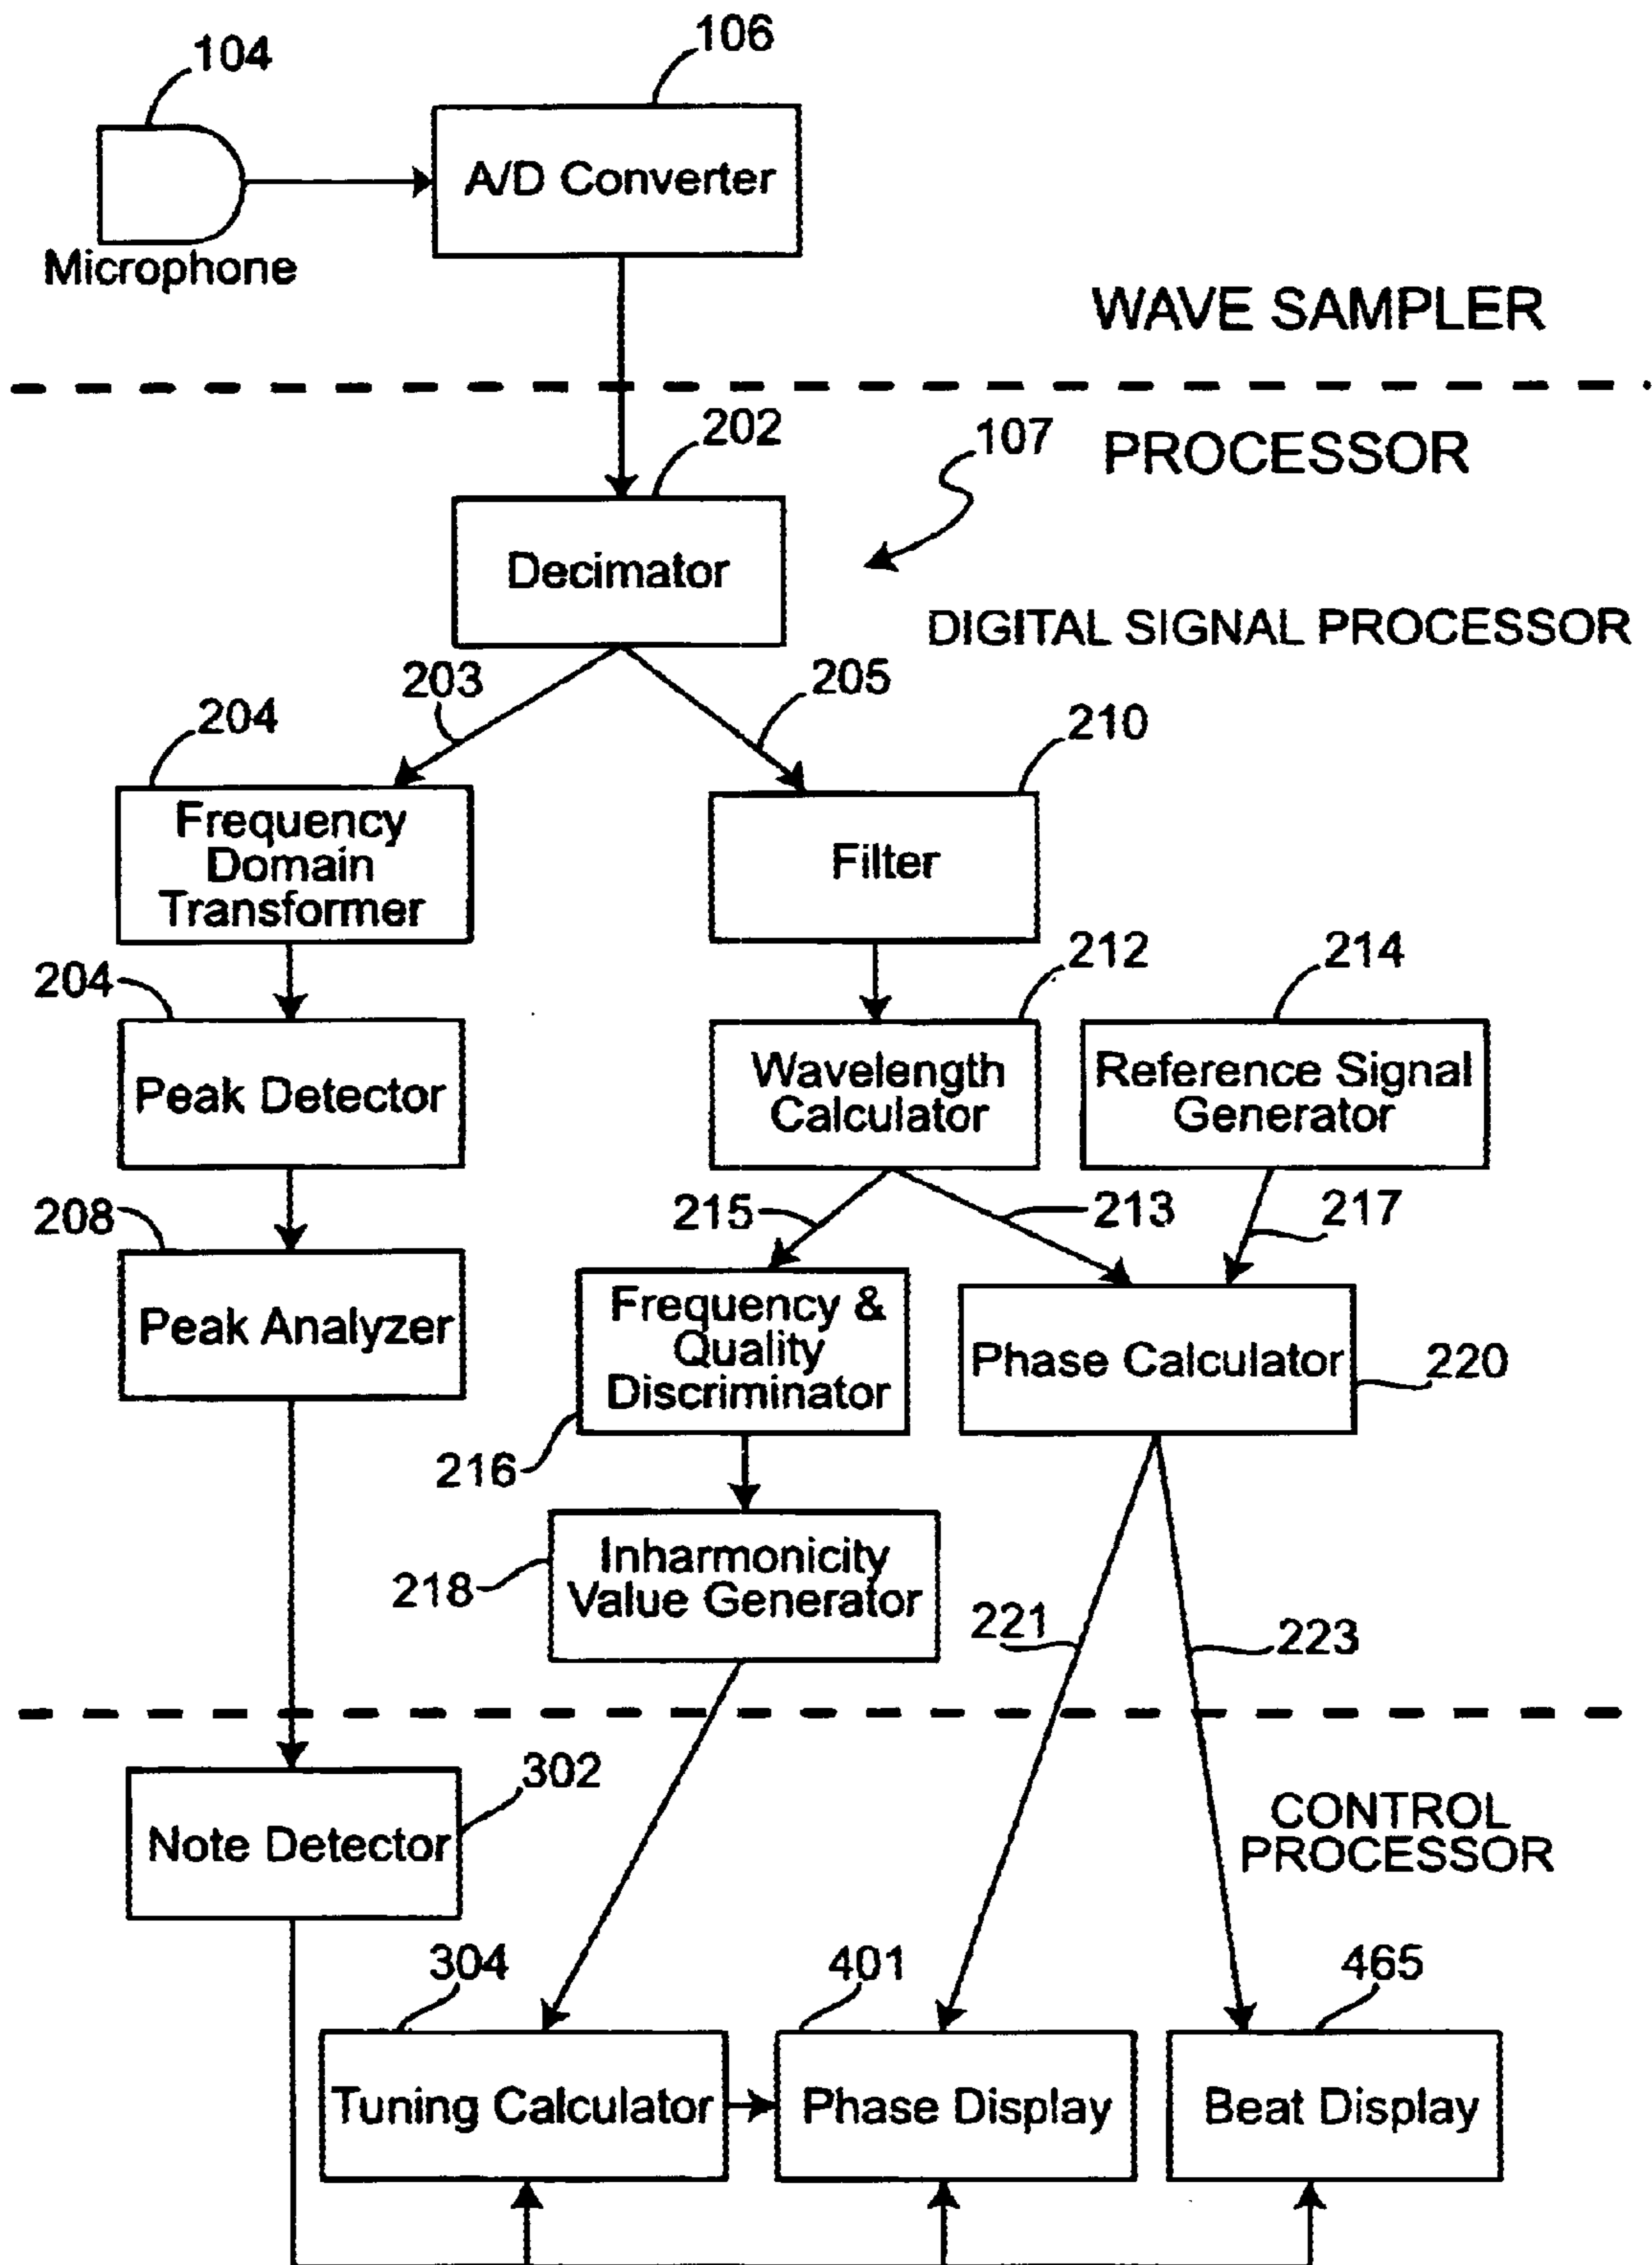 104
106
A/D Converter
Microphone
WAVE SAMPLER
202
107
PROCESSOR
Decimator
DIGITAL SIGNAL PROCESSOR
203
205
204
210
Frequency
Domain
Transformer
Filter
204
212
214
Peak Detector
Wavelength
Calculator
Reference Signal
Generator
208
215
213
217
Peak Analyzer
Frequency &
Quality
Discriminator
Phase Calculator
220
216
Inharmonicity
Value Generator
218
221
223
302
Note Detector
CONTROL
PROCESSOR
304
401
465
Tuning Calculator
Phase Display
Beat Display